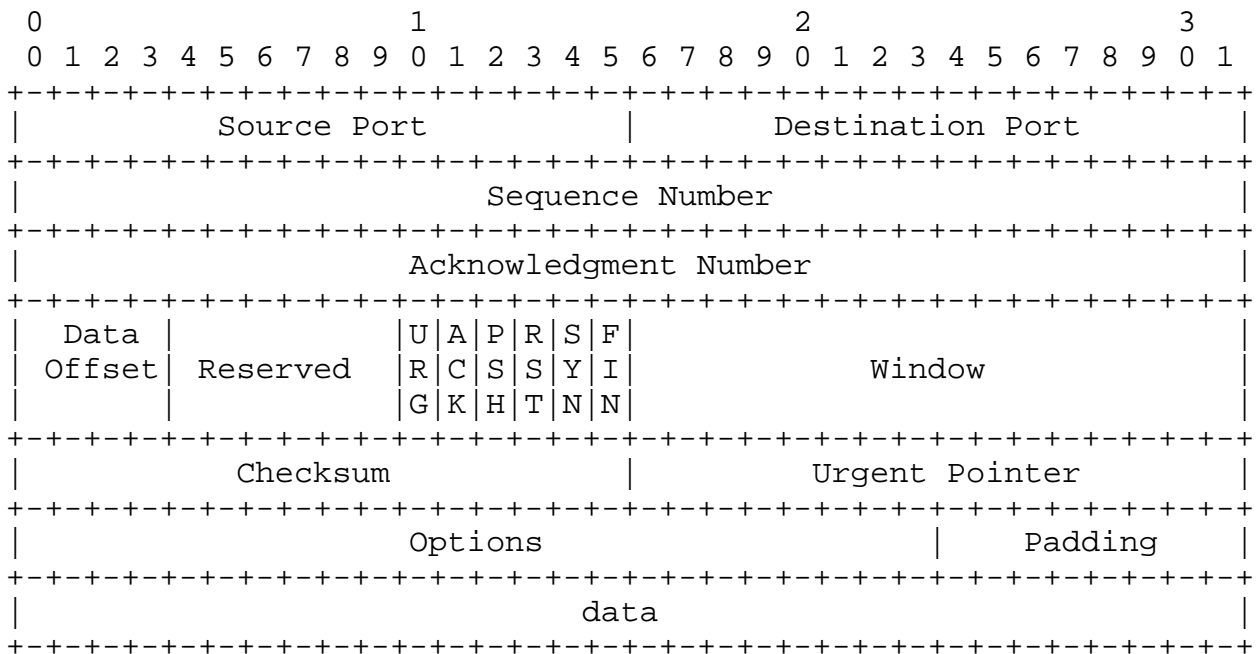 0                   1                   2                   3
 0 1 2 3 4 5 6 7 8 9 0 1 2 3 4 5 6 7 8 9 0 1 2 3 4 5 6 7 8 9 0 1
+-+-+-+-+-+-+-+-+-+-+-+-+-+-+-+-+-+-+-+-+-+-+-+-+-+-+-+-+-+-+-+-+
|          Source Port          |       Destination Port        |
+-+-+-+-+-+-+-+-+-+-+-+-+-+-+-+-+-+-+-+-+-+-+-+-+-+-+-+-+-+-+-+-+
|                        Sequence Number                        |
+-+-+-+-+-+-+-+-+-+-+-+-+-+-+-+-+-+-+-+-+-+-+-+-+-+-+-+-+-+-+-+-+
|                    Acknowledgment Number                      |
+-+-+-+-+-+-+-+-+-+-+-+-+-+-+-+-+-+-+-+-+-+-+-+-+-+-+-+-+-+-+-+-+
|  Data |           |U|A|P|R|S|F|                               |
| Offset| Reserved  |R|C|S|S|Y|I|            Window             |
|       |           |G|K|H|T|N|N|                               |
+-+-+-+-+-+-+-+-+-+-+-+-+-+-+-+-+-+-+-+-+-+-+-+-+-+-+-+-+-+-+-+-+
|           Checksum            |         Urgent Pointer        |
+-+-+-+-+-+-+-+-+-+-+-+-+-+-+-+-+-+-+-+-+-+-+-+-+-+-+-+-+-+-+-+-+
|                    Options                    |    Padding    |
+-+-+-+-+-+-+-+-+-+-+-+-+-+-+-+-+-+-+-+-+-+-+-+-+-+-+-+-+-+-+-+-+
|                             data                              |
+-+-+-+-+-+-+-+-+-+-+-+-+-+-+-+-+-+-+-+-+-+-+-+-+-+-+-+-+-+-+-+-+